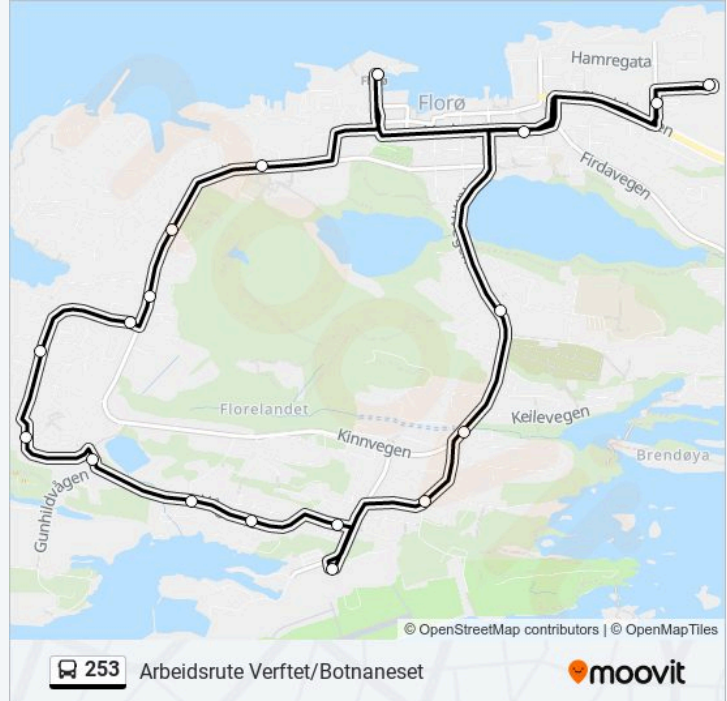 Hamregata
Florø
Firdavegen
Florelandet
Keilevegen
Kinnvegen
Brendøya
Gunhildvågen
© OpenStreetMap contributors | © OpenMapTiles
253 Arbeidsrute Verftet/Botnaneset
moovit